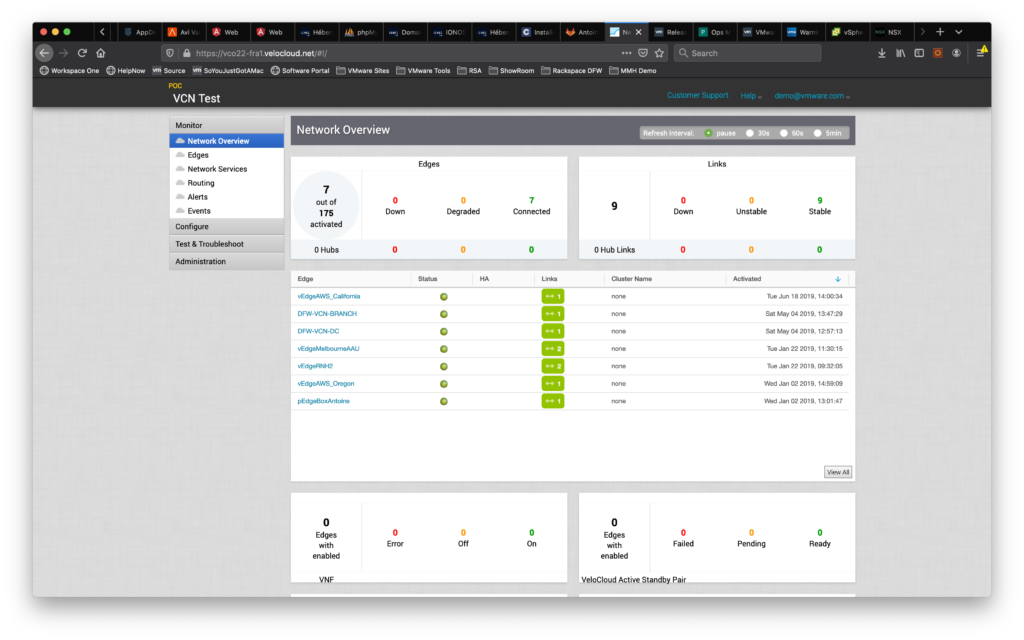 AppD
Avi Va
Web
Web
Héber
phpM
Doma
IONOS
Héber
Install
Antoin
Ne
Relea
Ops
VMwa
Warni
vSphe
NSX
https://vco22-fra1.velocloud.net/#!/
Search
Workspace One
HelpNow
vm Source
vm SoYouJustGotAMac
Software Portal
VMware Sites
VMware Tools
RSA
ShowRoom
Rackspace DFW
MMH Demo
POC
VCN Test
Customer Support
Help
demo@vmware.com
Monitor
Network Overview
Edges
Network Services
Routing
Alerts
Events
Configure
Test & Troubleshoot
Administration
Network Overview
Refresh Interval: pause 30s 60s 5min
Edges
7
out of
175
activated
0 Down
0 Degraded
7 Connected
0 Hubs 0 0 0
Links
9
0 Down
0 Unstable
9 Stable
0 Hub Links 0 0 0
Edge Status HA Links Cluster Name Activated
vEdgeAWS_California 1 none Tue Jun 18 2019, 14:00:34
DFW-VCN-BRANCH 1 none Sat May 04 2019, 13:47:29
DFW-VCN-DC 1 none Sat May 04 2019, 12:57:13
vEdgeMelbourneAAU 2 none Tue Jan 22 2019, 11:30:15
vEdgeRNH2 2 none Tue Jan 22 2019, 09:32:05
vEdgeAWS_Oregon 1 none Wed Jan 02 2019, 14:59:09
pEdgeBoxAntoine 1 none Wed Jan 02 2019, 13:01:47
View All
0
Edges
with
enabled
VNF
0 Error
0 Off
0 On
0
Edges
with
enabled
VeloCloud Active Standby Pair
0 Failed
0 Pending
0 Ready